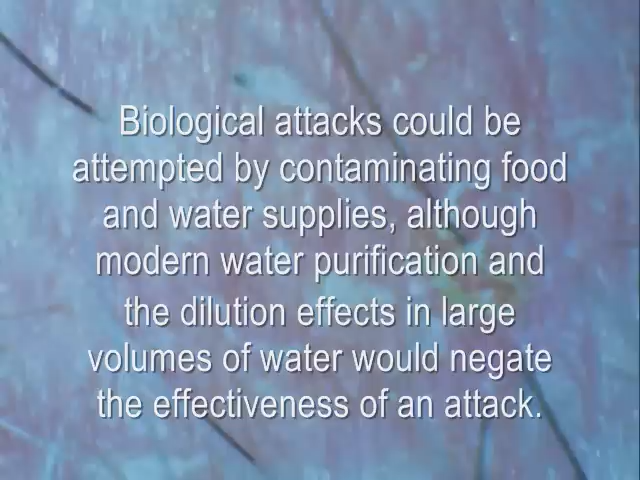 Biological attacks could be
attempted by contaminating food
and water supplies, although
modern water purification and
the dilution effects in large
volumes of water would negate
the effectiveness of an attack.